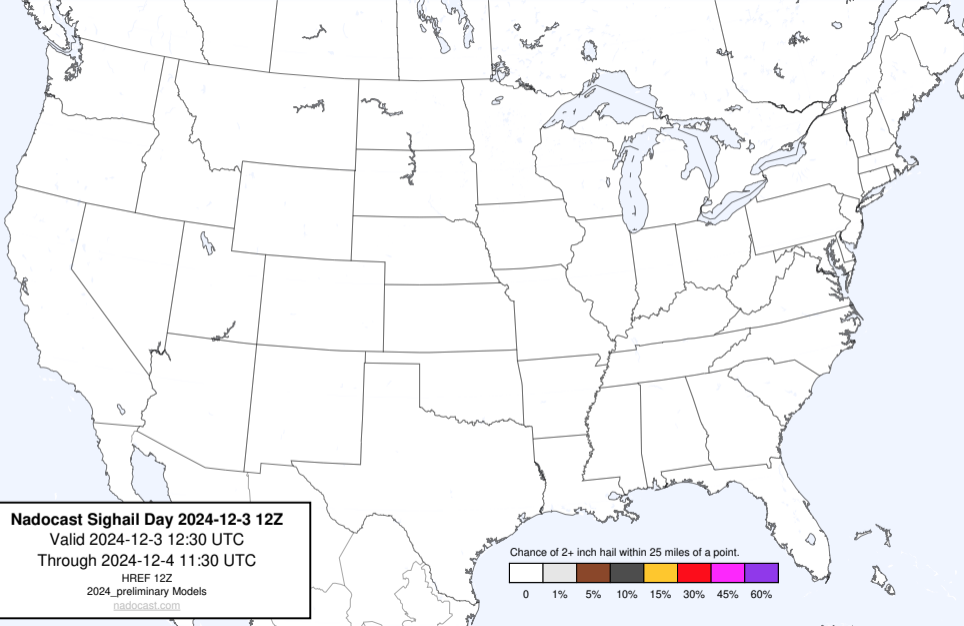 Nadocast Sighail Day 2024-12-3 12Z
Valid 2024-12-3 12:30 UTC
Through 2024-12-4 11:30 UTC
HREF 12Z
2024_preliminary Models
nadocast.com
Chance of 2+ inch hail within 25 miles of a point.
0 1% 5% 10% 15% 30% 45% 60%